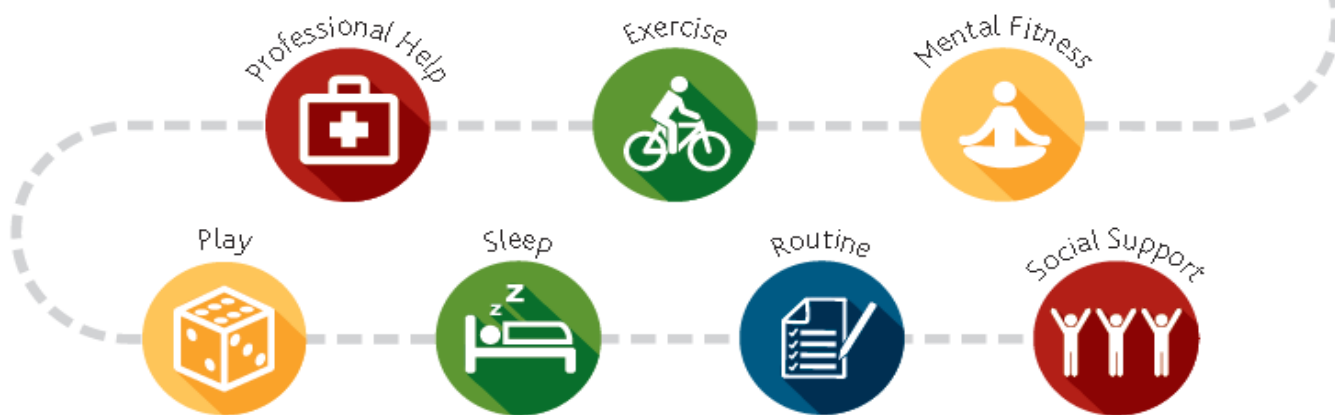 Professional Help
Exercise
Mental Fitness
Play
Sleep
z z
Routine
Social Support